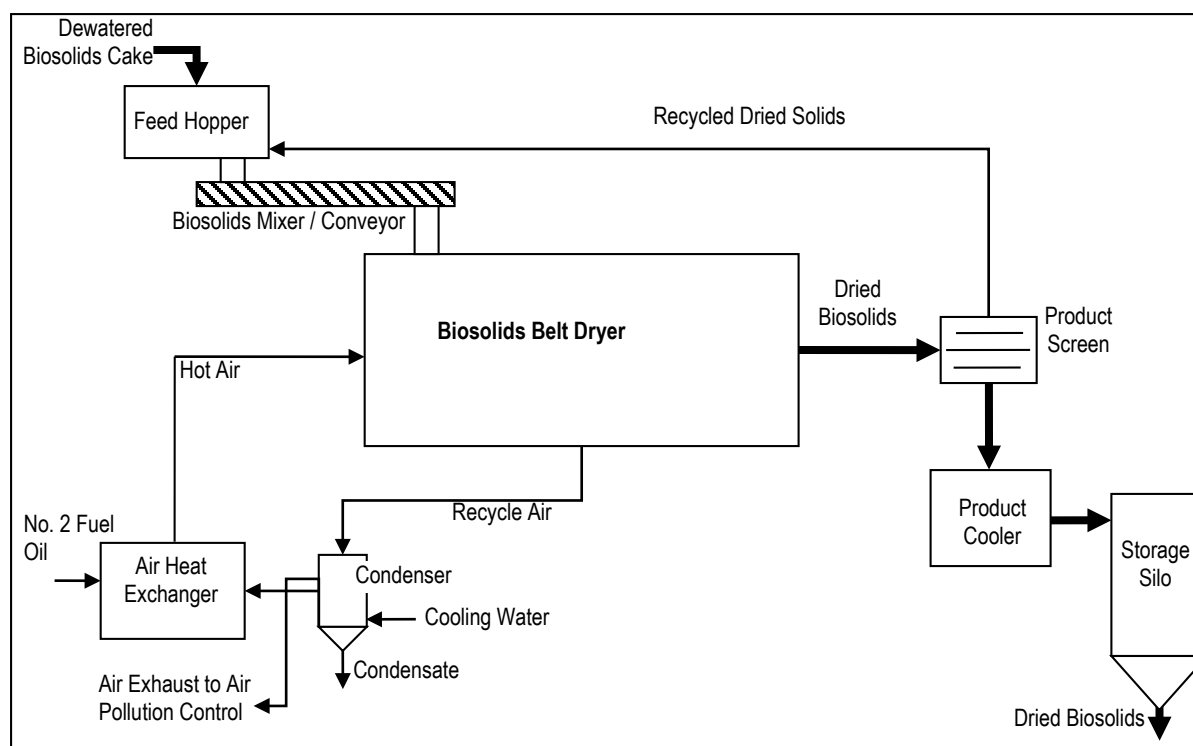 Dewatered
Biosolids Cake
Feed Hopper
Recycled Dried Solids
Biosolids Mixer / Conveyor
Dried
Biosolids
Product
Screen
Biosolids Belt Dryer
Hot Air
Recycle Air
No. 2 Fuel
Oil
Air Heat
Exchanger
Condenser
Cooling Water
Condensate
Air Exhaust to Air
Pollution Control
Product
Cooler
Storage
Silo
Dried Biosolids